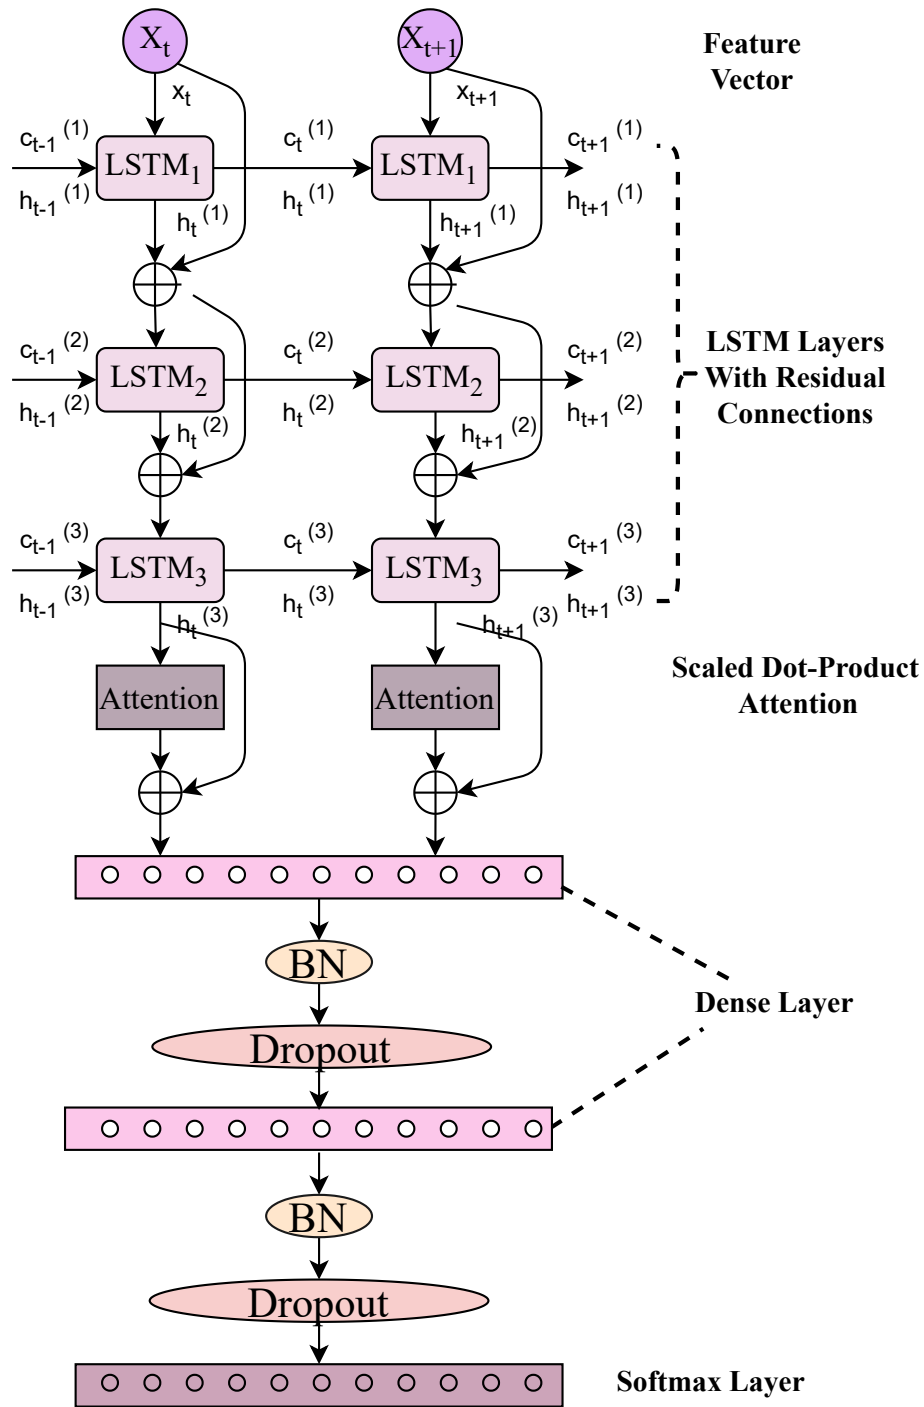 Xt Xt+1 Feature
Vector
xt xt+1
ct-1 (1) ct (1) ct+1 (1)
LSTM1 LSTM1
ht-1 (1) ht (1) ht (1) ht+1 (1) ht+1 (1)
ct-1 (2) ct (2) ct+1 (2)
LSTM2 LSTM2
LSTM Layers
With Residual
Connections
ht-1 (2) ht (2) ht (2) ht+1 (2) ht+1 (2)
ct-1 (3) ct (3) ct+1 (3)
LSTM3 LSTM3
ht-1 (3) ht (3) ht (3) ht+1 (3) ht+1 (3)
Attention Attention
Scaled Dot-Product
Attention
BN
Dropout
Dense Layer
BN
Dropout
Softmax Layer